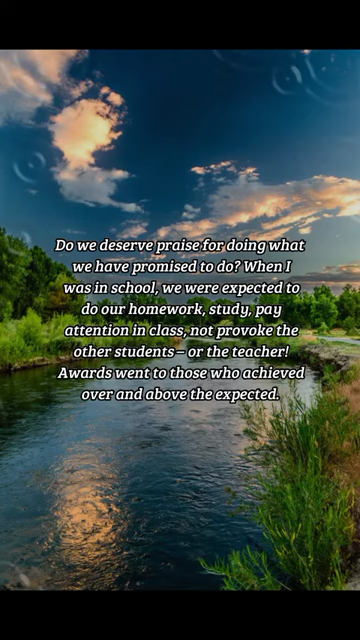 Do we deserve praise for doing what
we have promised to do? When I
was in school, we were expected to
do our homework, study, pay
attention in class, not provoke the
other students – or the teacher!
Awards went to those who achieved
over and above the expected.